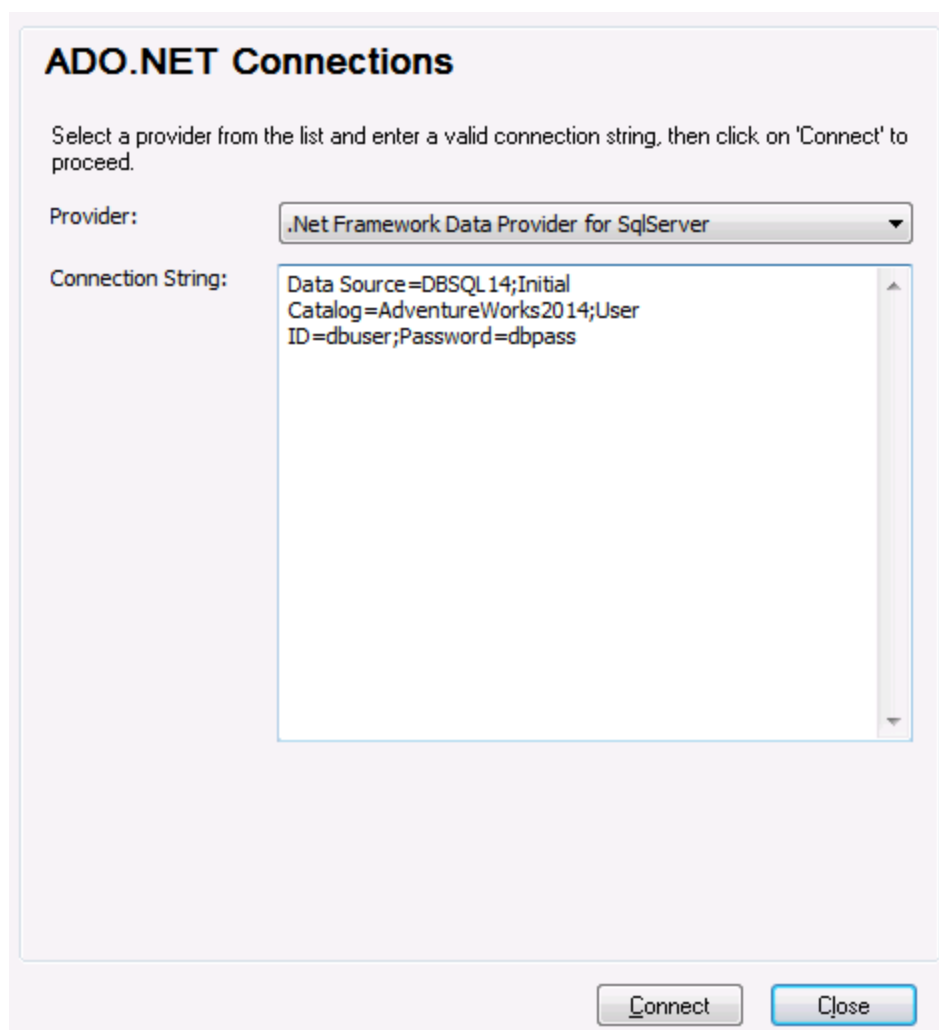 ADO.NET Connections
Select a provider from the list and enter a valid connection string, then click on 'Connect' to
proceed.
Provider:
.Net Framework Data Provider for SqlServer
Connection String:
Data Source=DBSQL14;Initial
Catalog=AdventureWorks2014;User
ID=dbuser;Password=dbpass
Connect
Close